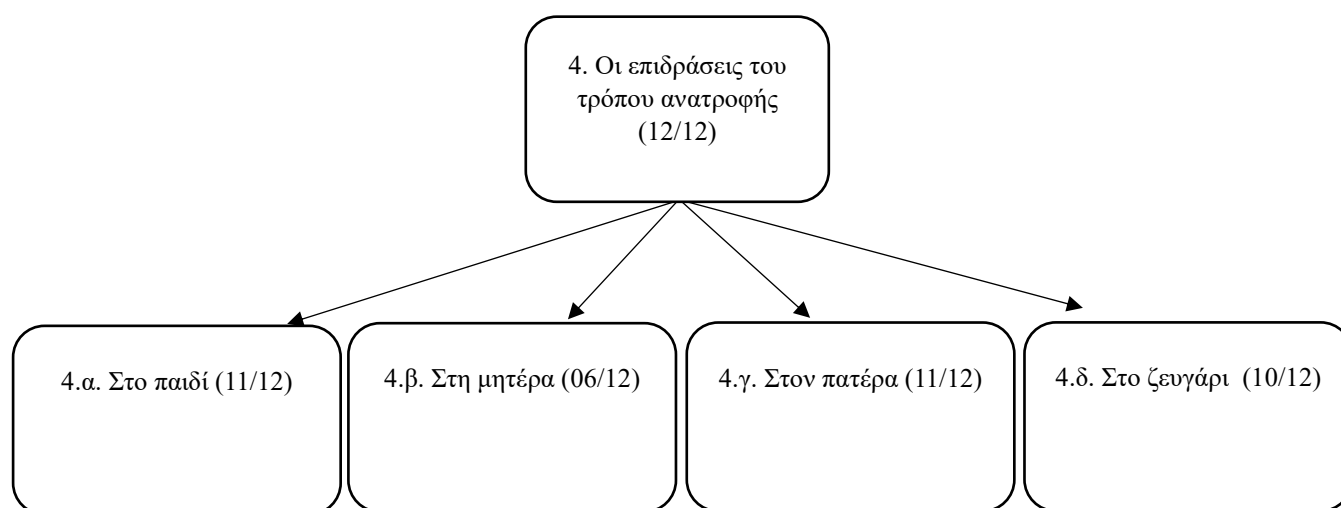 4. Οι επιδράσεις του
τρόπου ανατροφής
(12/12)
4.α. Στο παιδί (11/12)
4.β. Στη μητέρα (06/12)
4.γ. Στον πατέρα (11/12)
4.δ. Στο ζευγάρι (10/12)